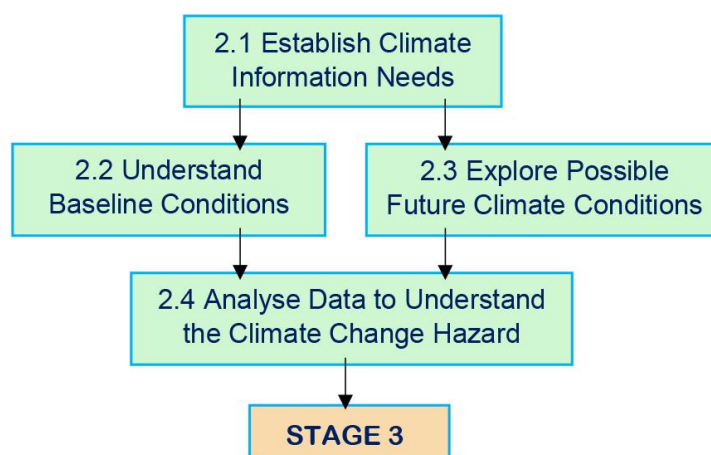 2.1 Establish Climate
Information Needs
2.2 Understand
Baseline Conditions
2.3 Explore Possible
Future Climate Conditions
2.4 Analyse Data to Understand
the Climate Change Hazard
STAGE 3